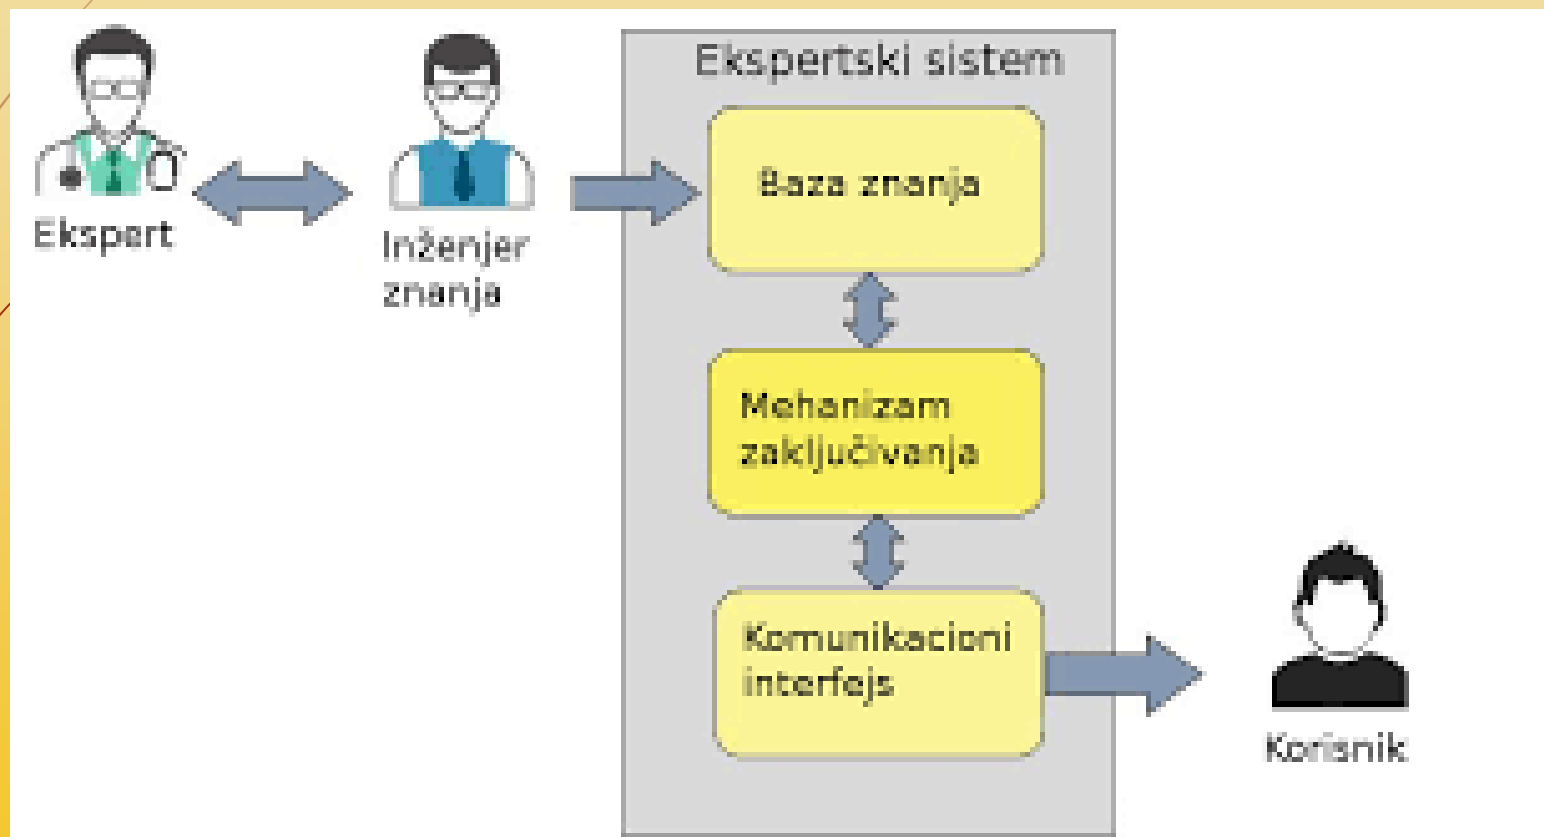 Ekspertski sistem
Ekspert
Inženjer
znanja
Baza znanja
Mehanizam
zaključivanja
Komunikacioni
interfejs
Korisnik